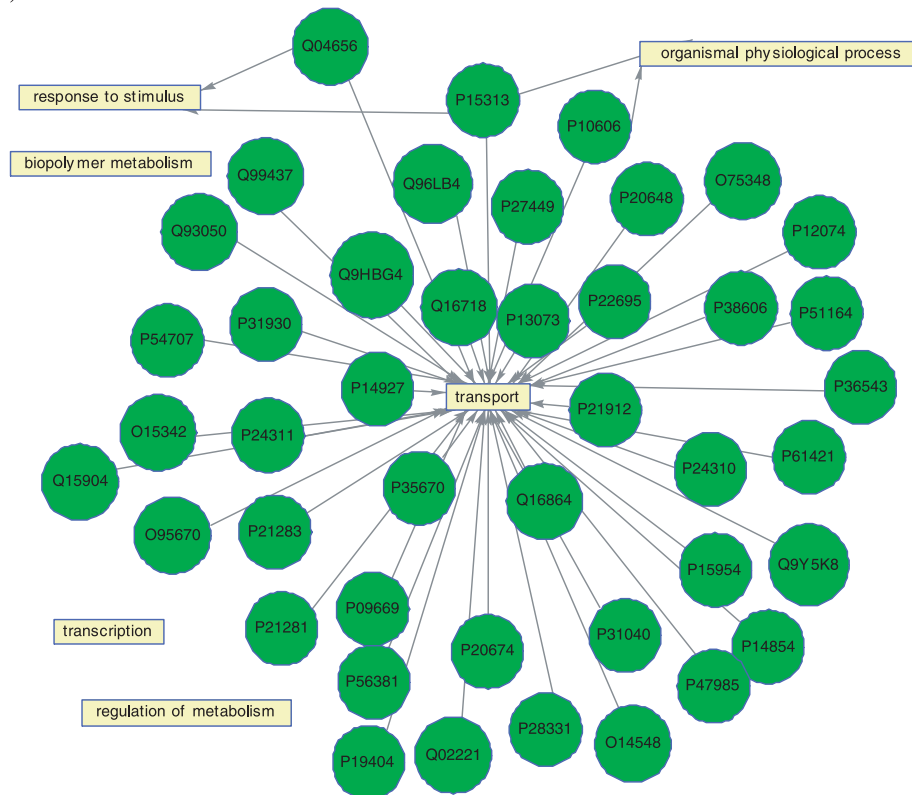 )
Q04656
organismal physiological process
response to stimulus
P15313
P10606
biopolymer metabolism
Q99437
Q96LB4
P27449
P20648
O75348
Q93050
P12074
Q9HBG4
Q16718
P13073
P22695
P38606
P51164
P54707
P31930
P14927
transport
P36543
P21912
O15342
P24311
P61421
P24310
Q15904
P35670
Q16864
O95670
P21283
P15954
Q9Y5K8
P21281
P09669
transcription
P31040
P14854
P20674
P56381
P47985
regulation of metabolism
P28331
O14548
P19404
Q02221